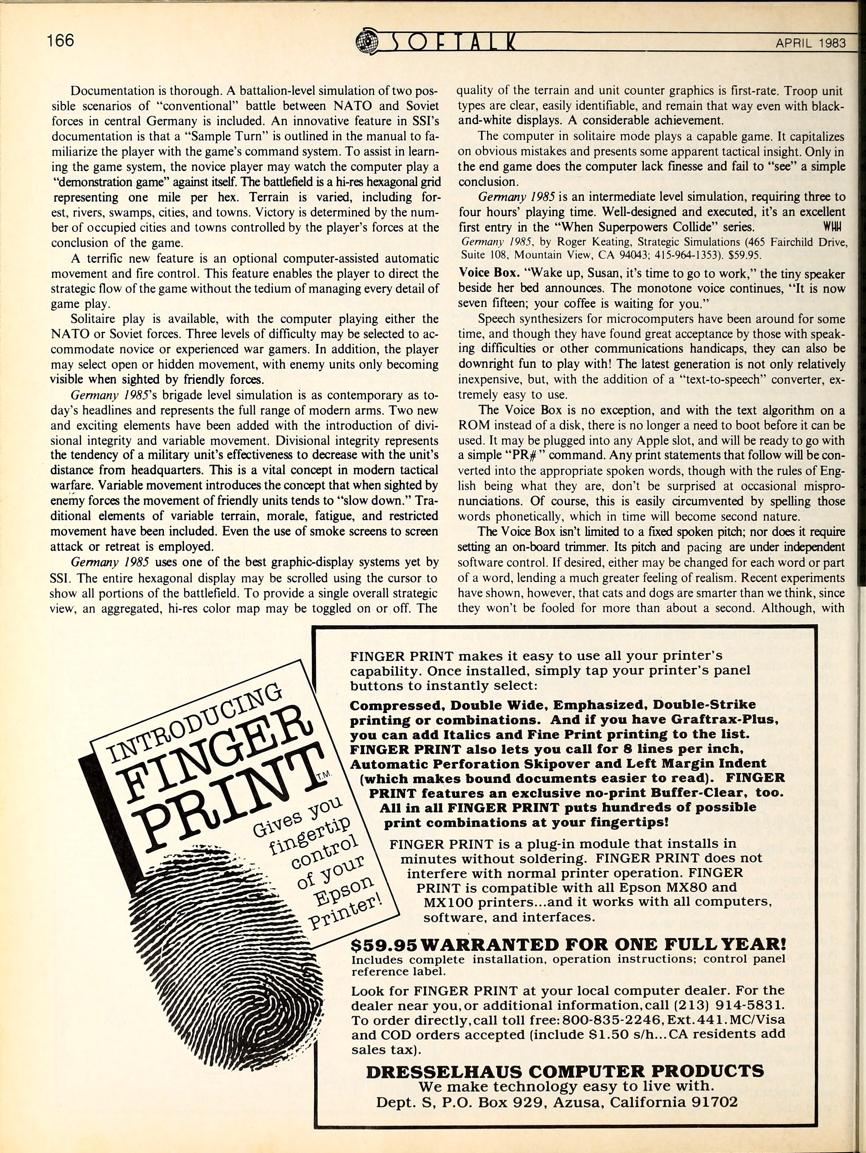 166
SOFTALK
APRIL 1983
Documentation is thorough. A battalion-level simulation of two pos-
sible scenarios of "conventional" battle between NATO and Soviet
forces in central Germany is included. An innovative feature in SSI's
documentation is that a "Sample Turn" is outlined in the manual to fa-
miliarize the player with the game's command system. To assist in learn-
ing the game system, the novice player may watch the computer play a
"demonstration game" against itself. The battlefield is a hi-res hexagonal grid
representing one mile per hex. Terrain is varied, including for-
est, rivers, swamps, cities, and towns. Victory is determined by the num-
ber of occupied cities and towns controlled by the player's forces at the
conclusion of the game.
A terrific new feature is an optional computer-assisted automatic
movement and fire control. This feature enables the player to direct the
strategic flow of the game without the tedium of managing every detail of
game play.
Solitaire play is available, with the computer playing either the
NATO or Soviet forces. Three levels of difficulty may be selected to ac-
commodate novice or experienced war gamers. In addition, the player
may select open or hidden movement, with enemy units only becoming
visible when sighted by friendly forces.
Germany 1985's brigade level simulation is as contemporary as to-
day's headlines and represents the full range of modern arms. Two new
and exciting elements have been added with the introduction of divi-
sional integrity and variable movement. Divisional integrity represents
the tendency of a military unit's effectiveness to decrease with the unit's
distance from headquarters. This is a vital concept in modern tactical
warfare. Variable movement introduces the concept that when sighted by
enemy forces the movement of friendly units tends to "slow down." Tra-
ditional elements of variable terrain, morale, fatigue, and restricted
movement have been included. Even the use of smoke screens to screen
attack or retreat is employed.
Germany 1985 uses one of the best graphic-display systems yet by
SSI. The entire hexagonal display may be scrolled using the cursor to
show all portions of the battlefield. To provide a single overall strategic
view, an aggregated, hi-res color map may be toggled on or off. The
quality of the terrain and unit counter graphics is first-rate. Troop unit
types are clear, easily identifiable, and remain that way even with black-
and-white displays. A considerable achievement.
The computer in solitaire mode plays a capable game. It capitalizes
on obvious mistakes and presents some apparent tactical insight. Only in
the end game does the computer lack finesse and fail to "see" a simple
conclusion.
Germany 1985 is an intermediate level simulation, requiring three to
four hours' playing time. Well-designed and executed, it's an excellent
first entry in the "When Superpowers Collide" series. WHH
Germany 1985, by Roger Keating, Strategic Simulations (465 Fairchild Drive,
Suite 108, Mountain View, CA 94043; 415-964-1353). $59.95.
Voice Box. "Wake up, Susan, it's time to go to work," the tiny speaker
beside her bed announces. The monotone voice continues, "It is now
seven fifteen; your coffee is waiting for you."
Speech synthesizers for microcomputers have been around for some
time, and though they have found great acceptance by those with speak-
ing difficulties or other communications handicaps, they can also be
downright fun to play with! The latest generation is not only relatively
inexpensive, but, with the addition of a "text-to-speech" converter, ex-
tremely easy to use.
The Voice Box is no exception, and with the text algorithm on a
ROM instead of a disk, there is no longer a need to boot before it can be
used. It may be plugged into any Apple slot, and will be ready to go with
a simple "PR#" command. Any print statements that follow will be con-
verted into the appropriate spoken words, though with the rules of Eng-
lish being what they are, don't be surprised at occasional mispro-
nunciations. Of course, this is easily circumvented by spelling those
words phonetically, which in time will become second nature.
The Voice Box isn't limited to a fixed spoken pitch; nor does it require
setting an on-board trimmer. Its pitch and pacing are under independent
software control. If desired, either may be changed for each word or part
of a word, lending a much greater feeling of realism. Recent experiments
have shown, however, that cats and dogs are smarter than we think, since
they won't be fooled for more than about a second. Although, with
INTRODUCING
FINGER
PRINT T.M.
Gives you
fingertip
control
of your
Epson
Printer!
FINGER PRINT makes it easy to use all your printer's
capability. Once installed, simply tap your printer's panel
buttons to instantly select:
Compressed, Double Wide, Emphasized, Double-Strike
printing or combinations. And if you have Graftrax-Plus,
you can add Italics and Fine Print printing to the list.
FINGER PRINT also lets you call for 8 lines per inch,
Automatic Perforation Skipover and Left Margin Indent
(which makes bound documents easier to read). FINGER
PRINT features an exclusive no-print Buffer-Clear, too.
All in all FINGER PRINT puts hundreds of possible
print combinations at your fingertips!
FINGER PRINT is a plug-in module that installs in
minutes without soldering. FINGER PRINT does not
interfere with normal printer operation. FINGER
PRINT is compatible with all Epson MX80 and
MX100 printers...and it works with all computers,
software, and interfaces.
$59.95 WARRANTED FOR ONE FULL YEAR!
Includes complete installation, operation instructions; control panel
reference label.
Look for FINGER PRINT at your local computer dealer. For the
dealer near you, or additional information, call (213) 914-5831.
To order directly, call toll free: 800-835-2246, Ext. 441. MC/Visa
and COD orders accepted (include $1.50 s/h...CA residents add
sales tax).
DRESSELHAUS COMPUTER PRODUCTS
We make technology easy to live with.
Dept. S, P.O. Box 929, Azusa, California 91702